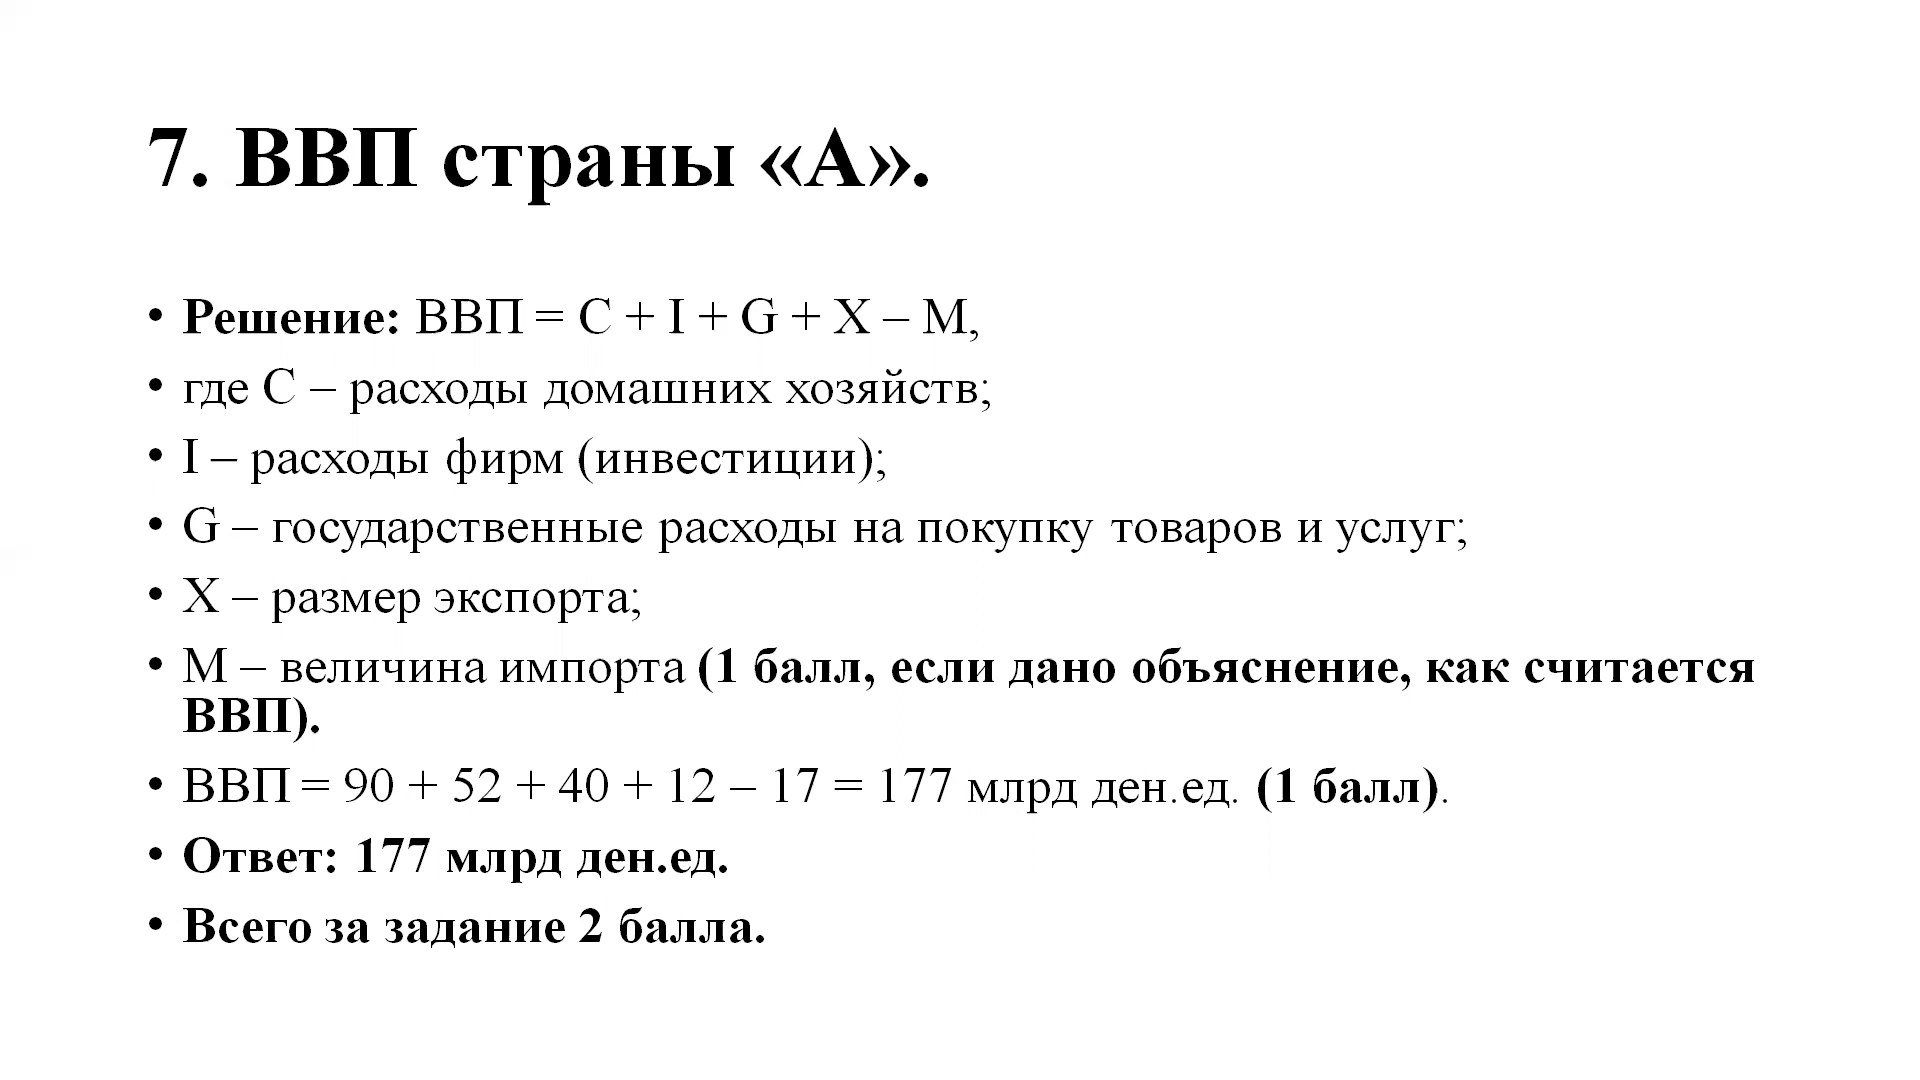 7. ВВП страны «А».
• Решение: ВВП = C + I + G + X – M,
• где C – расходы домашних хозяйств;
• I – расходы фирм (инвестиции);
• G – государственные расходы на покупку товаров и услуг;
• X – размер экспорта;
• M – величина импорта (1 балл, если дано объяснение, как считается
ВВП).
• ВВП = 90 + 52 + 40 + 12 – 17 = 177 млрд ден.ед. (1 балл).
• Ответ: 177 млрд ден.ед.
• Всего за задание 2 балла.